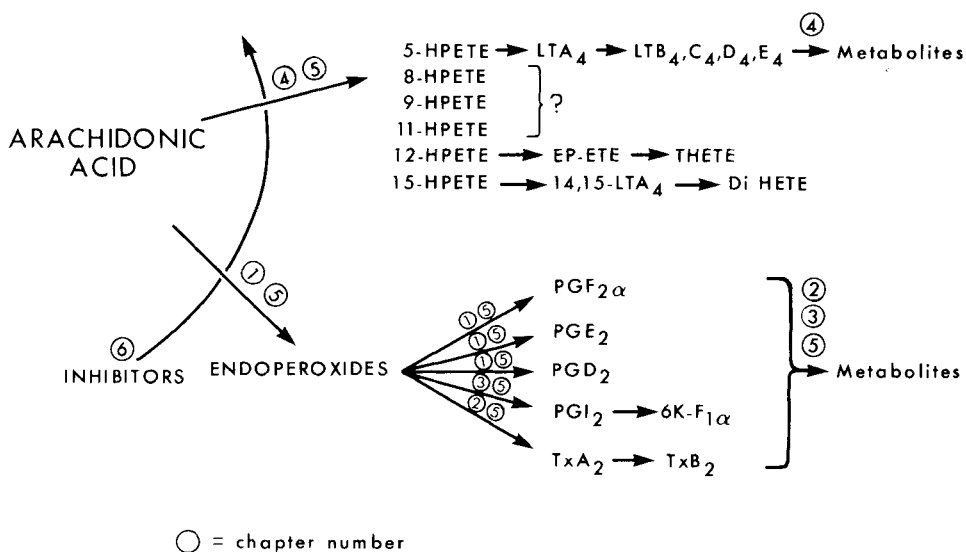 ④
5-HPETE → LTA₄ → LTB₄,C₄,D₄,E₄ → Metabolites
④ ⑤
8-HPETE
9-HPETE
?
11-HPETE
ARACHIDONIC
ACID
12-HPETE → EP-ETE → THETE
15-HPETE → 14,15-LTA₄ → Di HETE
① ⑤
PGF₂α
②
① ⑤
③
① ⑤
PGE₂
⑤
① ⑤
⑥
INHIBITORS
ENDOPEROXIDES
PGD₂
Metabolites
③ ⑤
② ⑤
PGI₂ → 6K-F₁α
TxA₂ → TxB₂
○ = chapter number